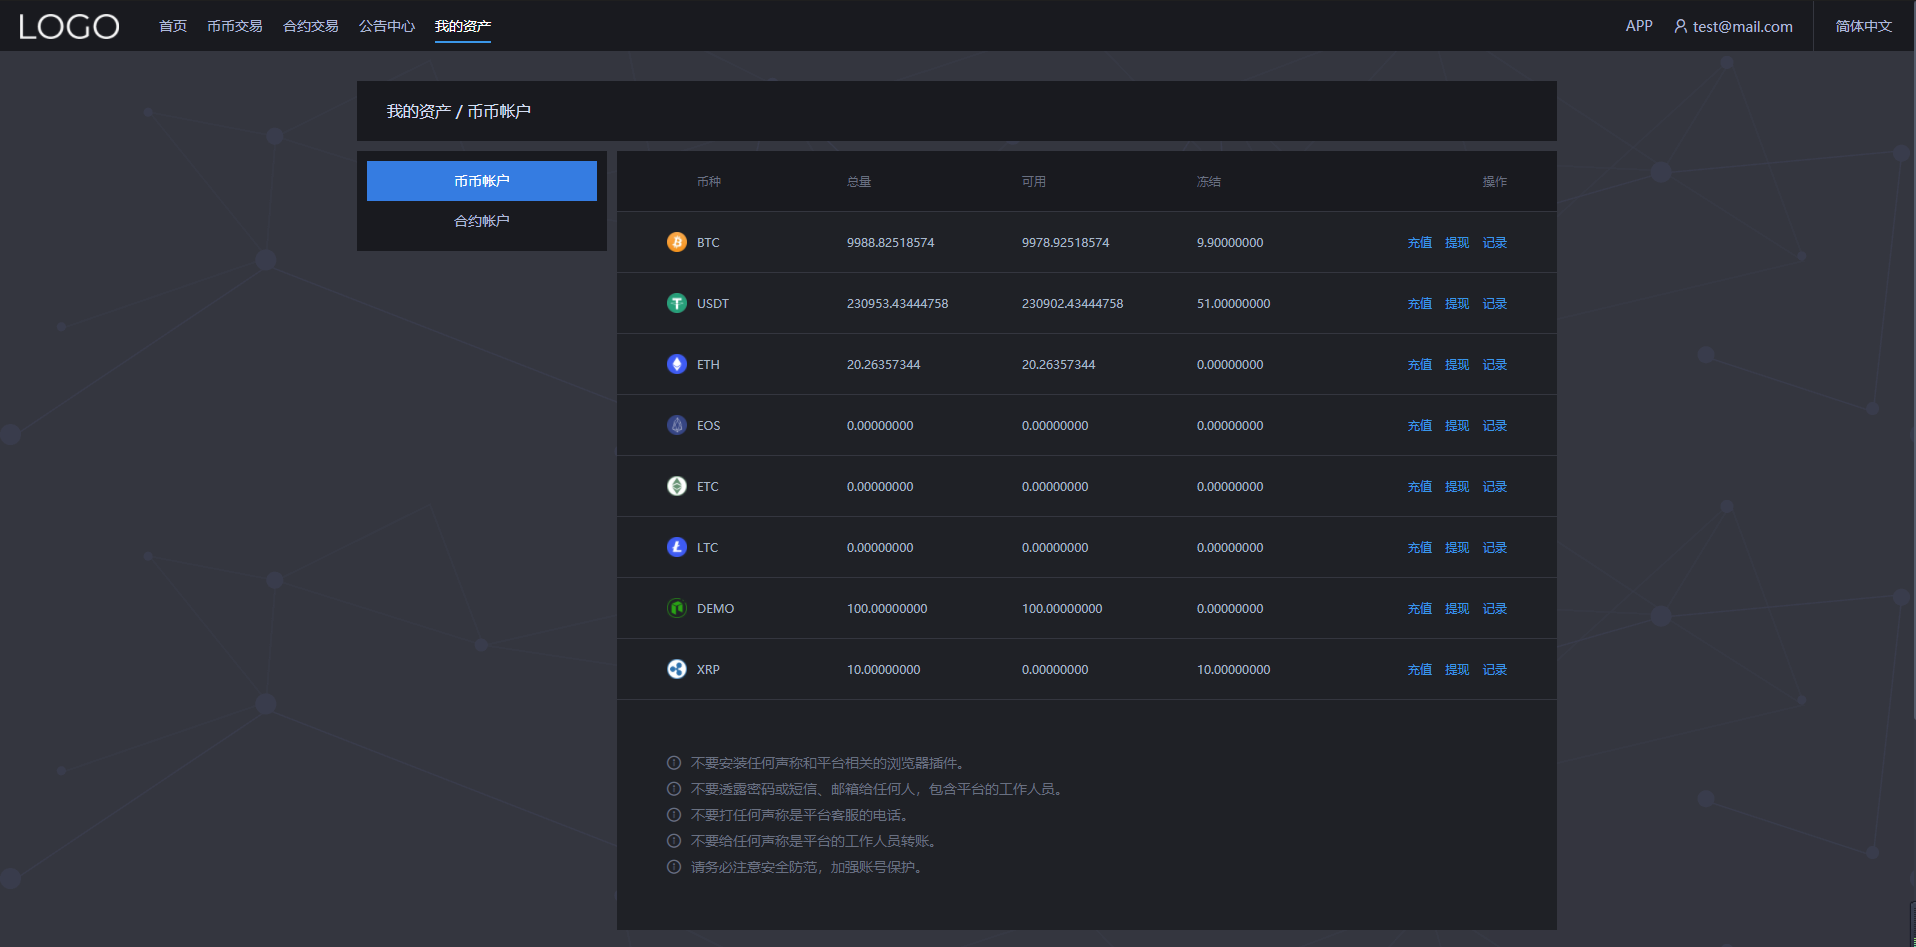 LOGO 首页 币币交易 合约交易 公告中心 我的资产 APP test@mail.com 简体中文
我的资产 / 币币帐户
币币帐户
合约帐户
币种 总量 可用 冻结 操作
BTC 9988.82518574 9978.92518574 9.90000000 充值 提现 记录
USDT 230953.43444758 230902.43444758 51.00000000 充值 提现 记录
ETH 20.26357344 20.26357344 0.00000000 充值 提现 记录
EOS 0.00000000 0.00000000 0.00000000 充值 提现 记录
ETC 0.00000000 0.00000000 0.00000000 充值 提现 记录
LTC 0.00000000 0.00000000 0.00000000 充值 提现 记录
DEMO 100.00000000 100.00000000 0.00000000 充值 提现 记录
XRP 10.00000000 0.00000000 10.00000000 充值 提现 记录
不要安装任何声称和平台相关的浏览器插件。
不要透露密码或短信、邮箱给任何人，包含平台的工作人员。
不要打任何声称是平台客服的电话。
不要给任何声称是平台的工作人员转账。
请务必注意安全防范，加强账号保护。